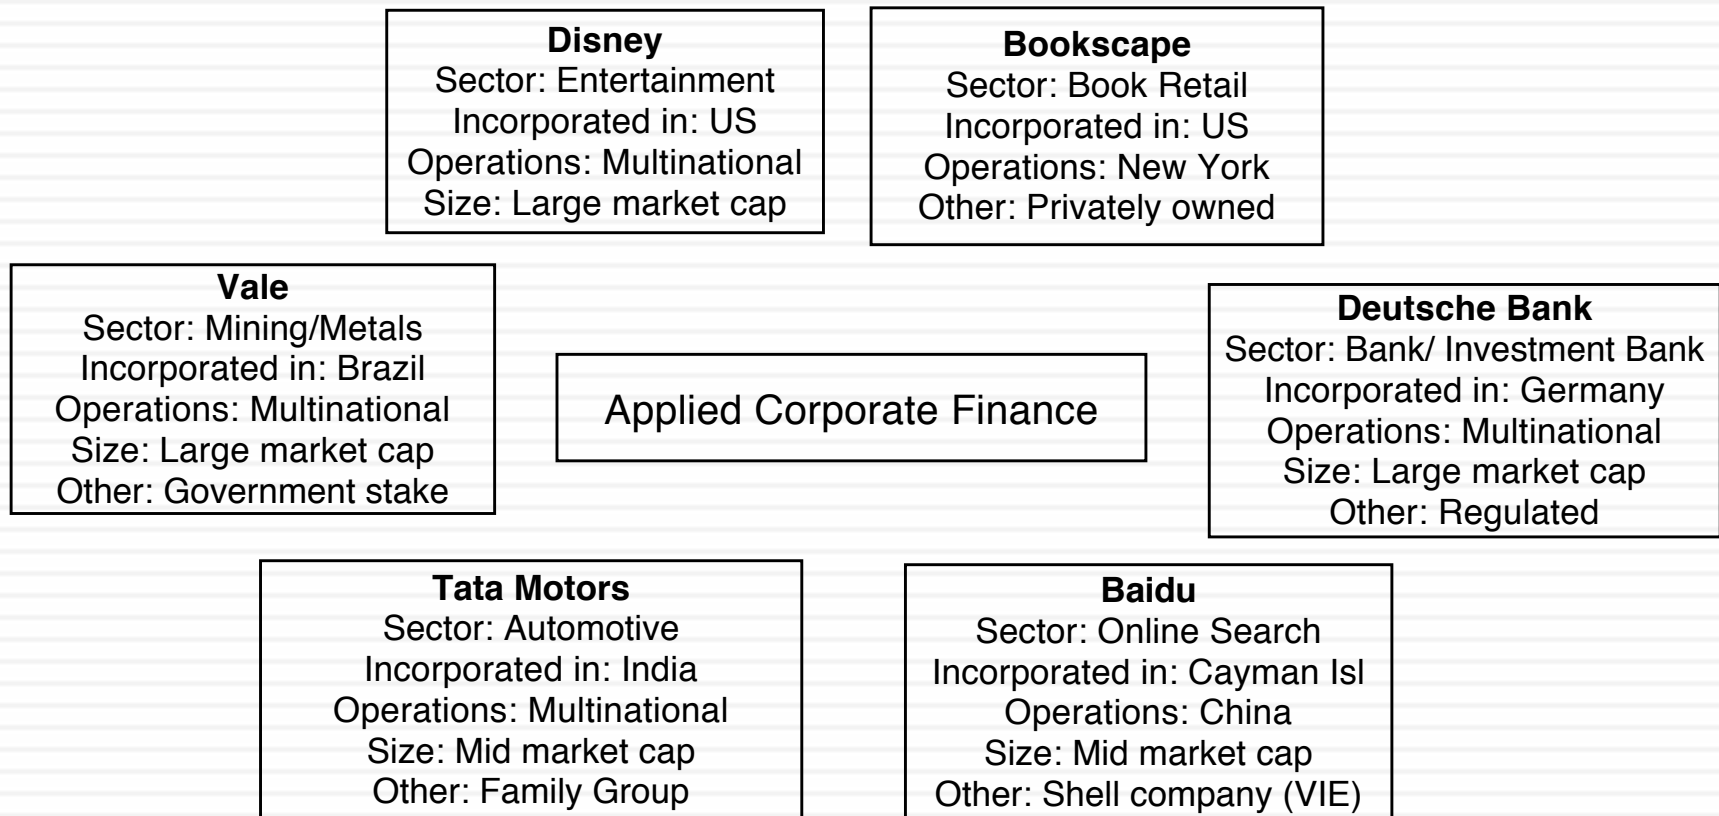 Disney
Sector: Entertainment
Incorporated in: US
Operations: Multinational
Size: Large market cap
Bookscape
Sector: Book Retail
Incorporated in: US
Operations: New York
Other: Privately owned
Vale
Sector: Mining/Metals
Incorporated in: Brazil
Operations: Multinational
Size: Large market cap
Other: Government stake
Applied Corporate Finance
Deutsche Bank
Sector: Bank/ Investment Bank
Incorporated in: Germany
Operations: Multinational
Size: Large market cap
Other: Regulated
Tata Motors
Sector: Automotive
Incorporated in: India
Operations: Multinational
Size: Mid market cap
Other: Family Group
Baidu
Sector: Online Search
Incorporated in: Cayman Isl
Operations: China
Size: Mid market cap
Other: Shell company (VIE)